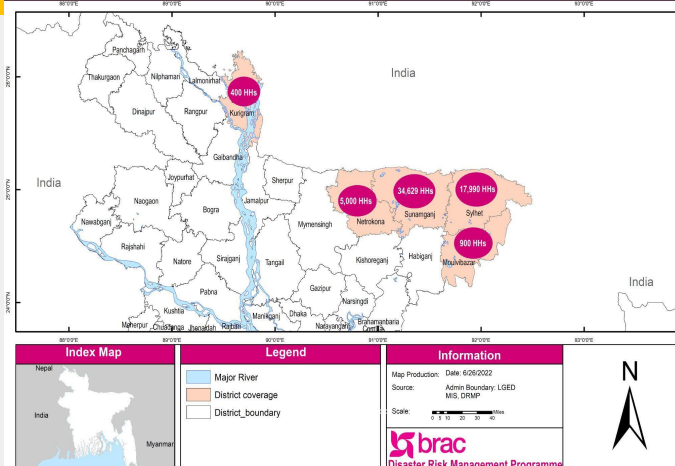 88°0'0"E 89°0'0"E 90°0'0"E 91°0'0"E 92°0'0"E 93°0'0"E
Panchagarh
Thakurgaon
Nilphamari
Lalmonirhat
India
26°0'0"N
400 HHs
Dinajpur
Rangpur
Kurigram
Gaibandha
India
Joypurhat
Sherpur
25°0'0"N
5,000 HHs
34,629 HHs
17,990 HHs
Naogaon
Bogra
Jamalpur
Netrokona
Sunamganj
Sylhet
Nawabganj
Mymensingh
900 HHs
Rajshahi
Natore
Sirajganj
Tangail
Kishoreganj
Habiganj
Moulvibazar
Pabna
Gazipur
India
Kushtia
Narsingdi
24°0'0"N
Meherpur
Chuadanga
Jhenaidah
Rajbari
Manikganj
Dhaka
Narayanganj
Brahamanbaria
88°0'0"E 89°0'0"E 90°0'0"E 91°0'0"E 92°0'0"E 93°0'0"E
Index Map
Nepal
India
Myanmar
Legend
Major River
District coverage
District_boundary
Information
Map Production: Date: 6/26/2022
Source: Admin Boundary: LGED
MIS, DRMP
Scale: 0 5 10 20 30 40 Miles
brac
Disaster Risk Management Programme
N